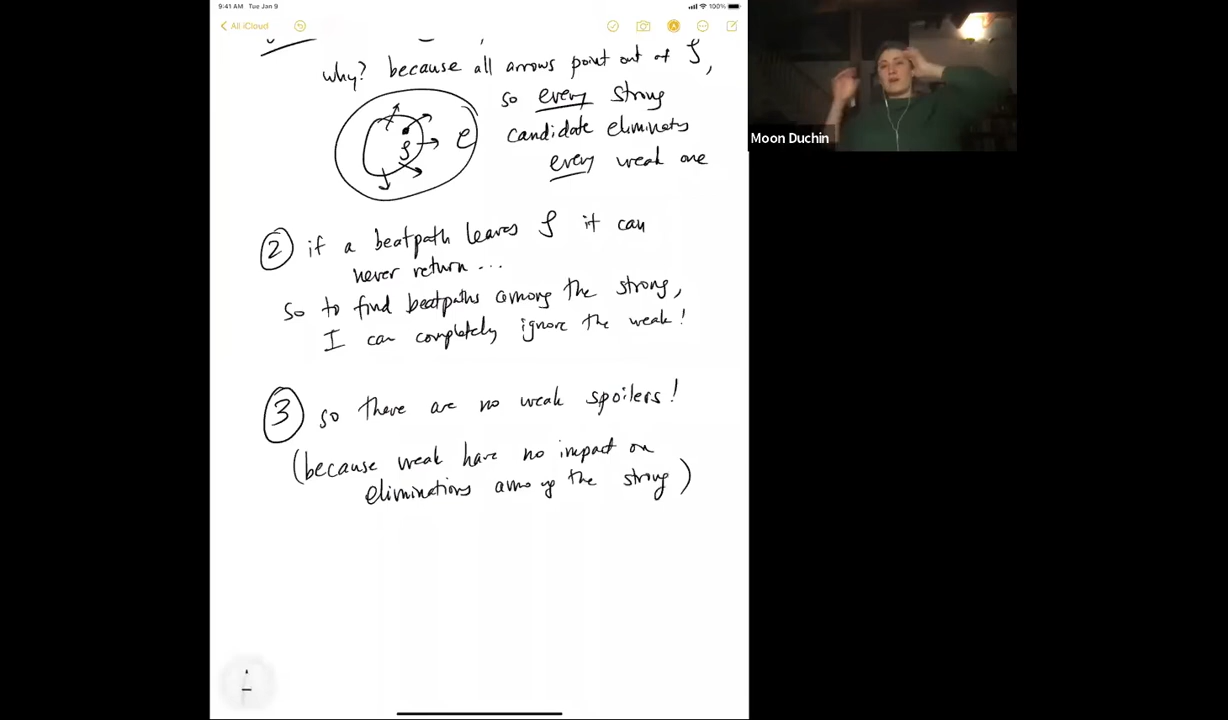 9:41 AM Tue Jan 9
100%
All iCloud
why? because all arrows point out of S,
so every strong
candidate eliminates
every weak one
S
C
Moon Duchin
2 if a beatpath leaves S it can
never return...
so to find beatpaths among the strong,
I can completely ignore the weak!
3 so there are no weak spoilers!
(because weak have no impact on
eliminations among the strong)